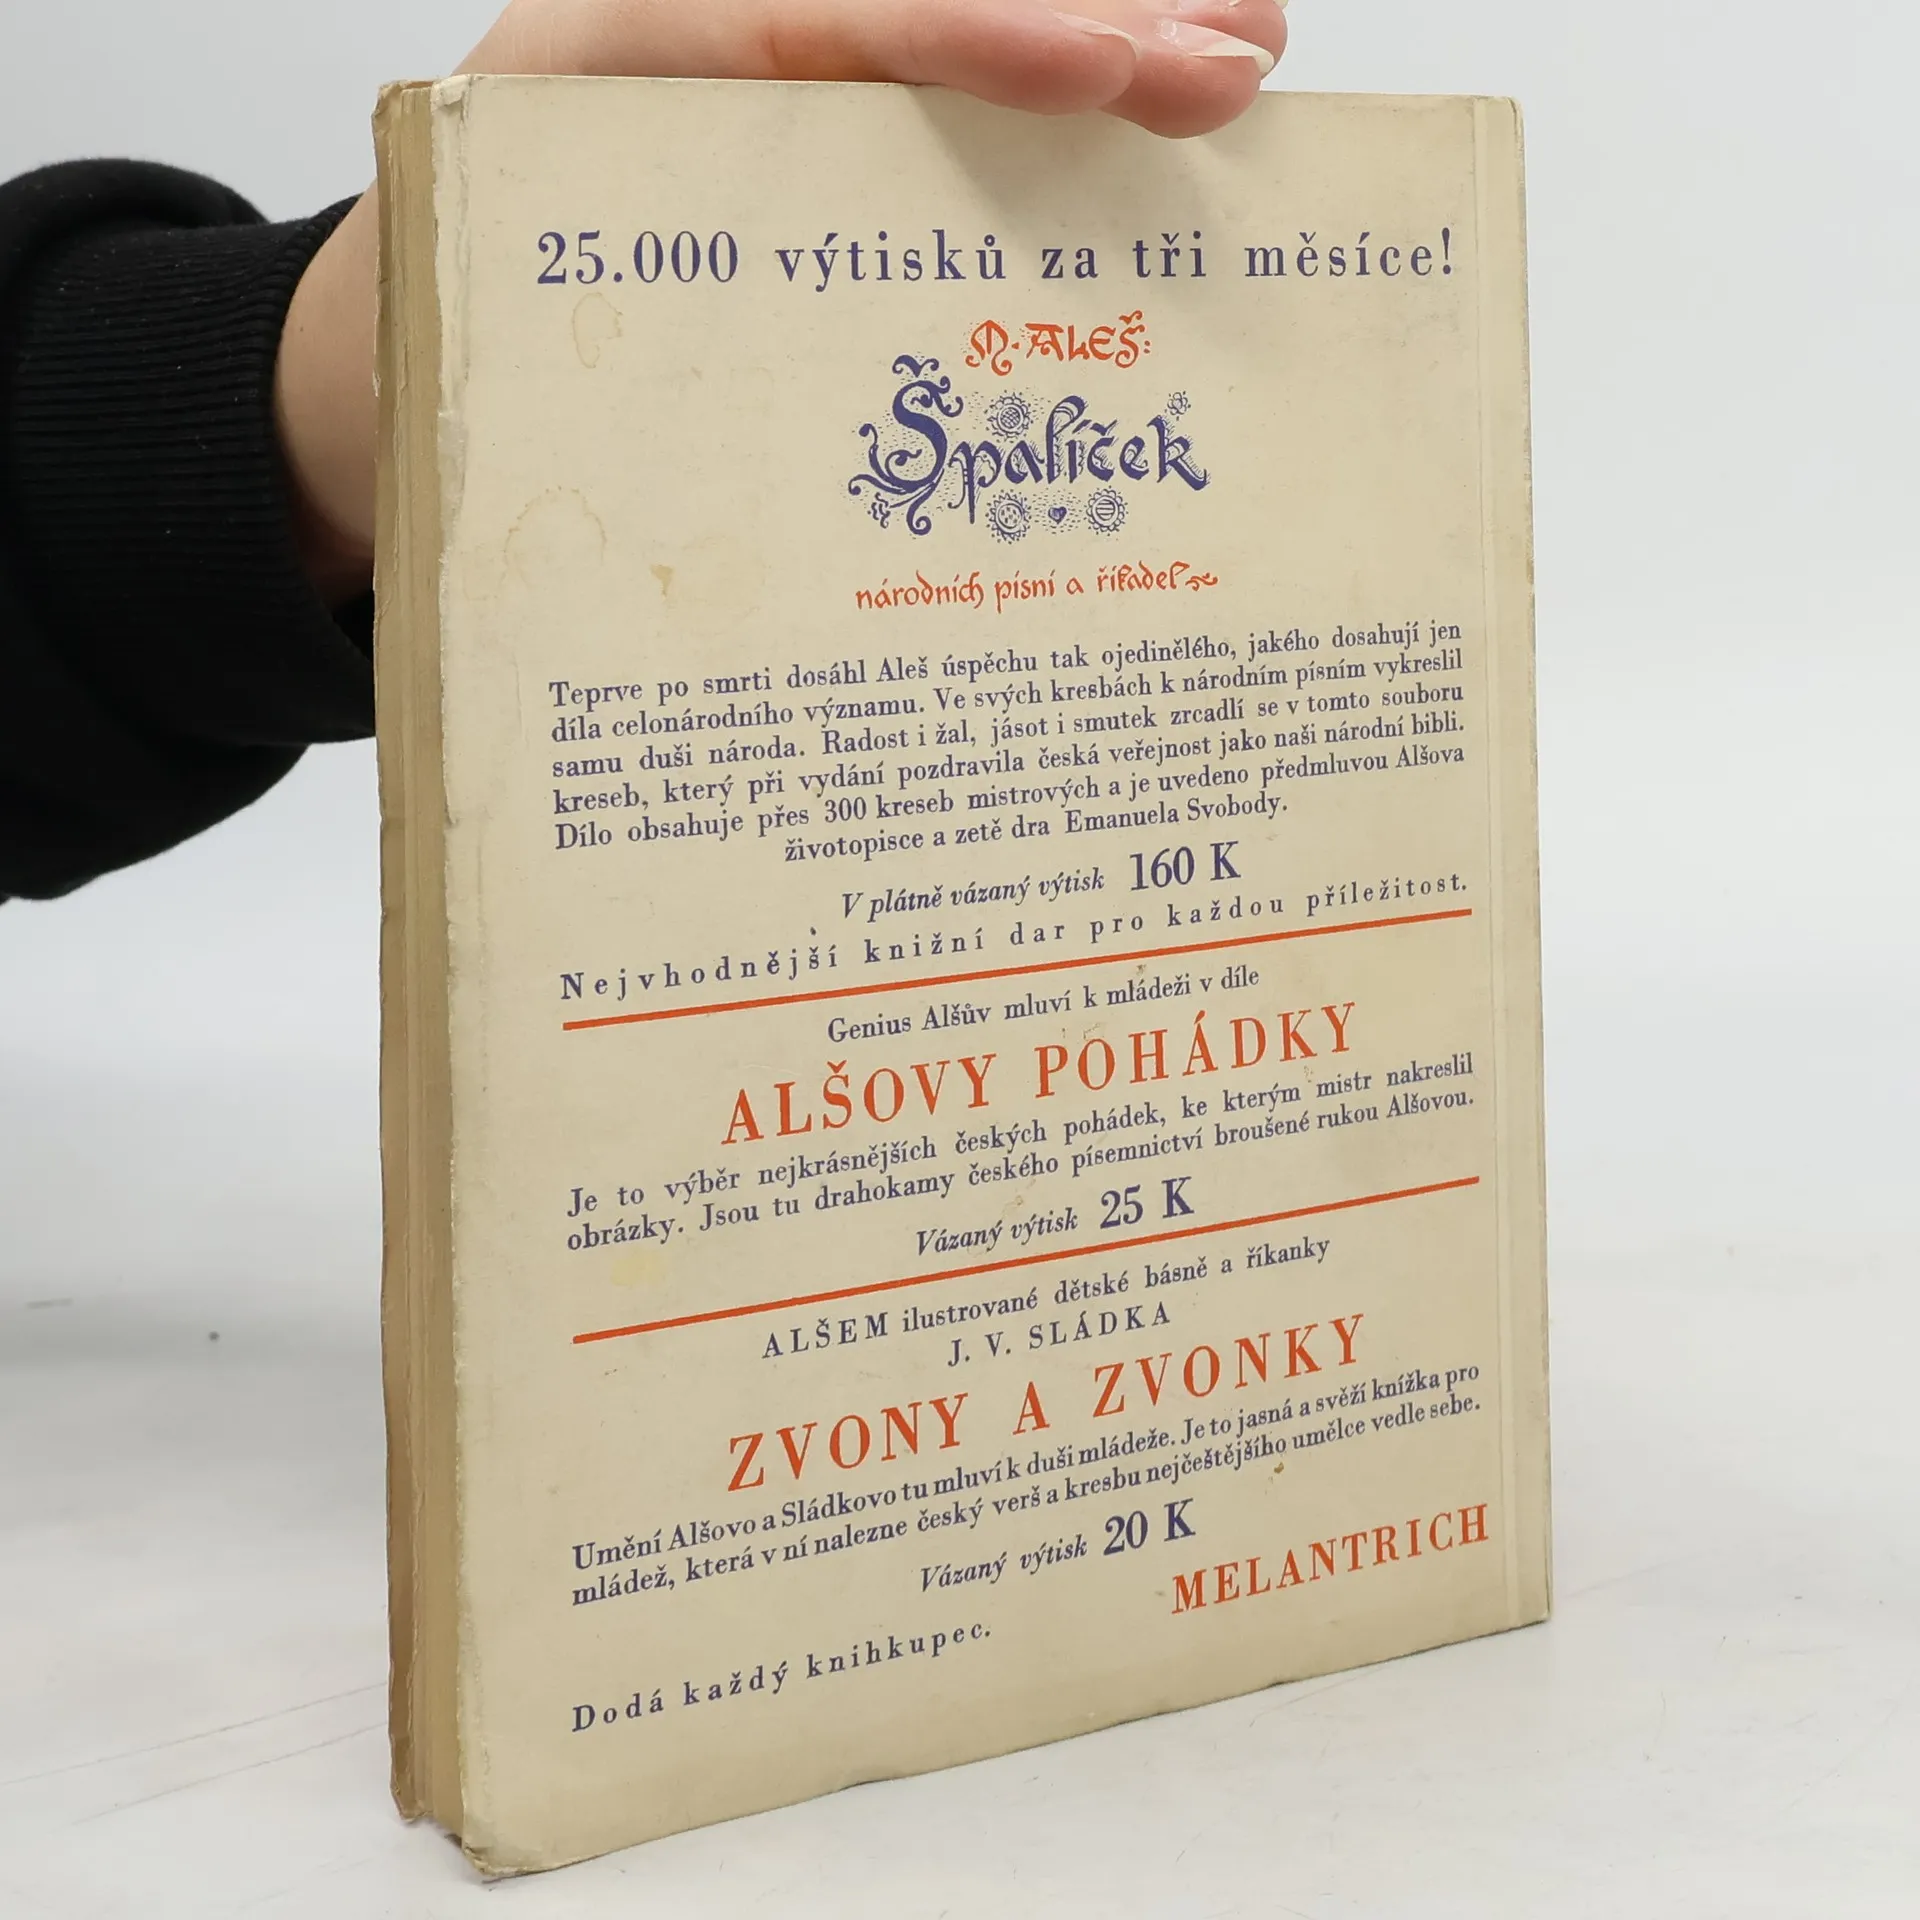 25.000 výtisků za tři měsíce!
M. ALEŠ:
Špalíček
národních písní a říkadel
Teprve po smrti dosáhl Aleš úspěchu tak ojedinělého, jakého dosahují jen
díla celonárodního významu. Ve svých kresbách k národním písním vykreslil
samu duši národa. Radost i žal, jásot i smutek zrcadlí se v tomto souboru
kreseb, který při vydání pozdravila česká veřejnost jako naši národní bibli.
Dílo obsahuje přes 300 kreseb mistrových a je uvedeno předmluvou Alšova
životopisce a zetě dra Emanuela Svobody.
V plátně vázaný výtisk 160 K
Nejvhodnější knižní dar pro každou příležitost.
Genius Alšův mluví k mládeži v díle
ALŠOVY POHÁDKY
Je to výběr nejkrásnějších českých pohádek, ke kterým mistr nakreslil
obrázky. Jsou tu drahokamy českého písemnictví broušené rukou Alšovou.
Vázaný výtisk 25 K
ALŠEM ilustrované dětské básně a říkanky
J. V. SLÁDKA
ZVONY A ZVONKY
Umění Alšovo a Sládkovo tu mluví k duši mládeže. Je to jasná a svěží knížka pro
mládež, která v ní nalezne český verš a kresbu nejčeštějšího umělce vedle sebe.
Vázaný výtisk 20 K
MELANTRICH
Dodá každý knihkupec.